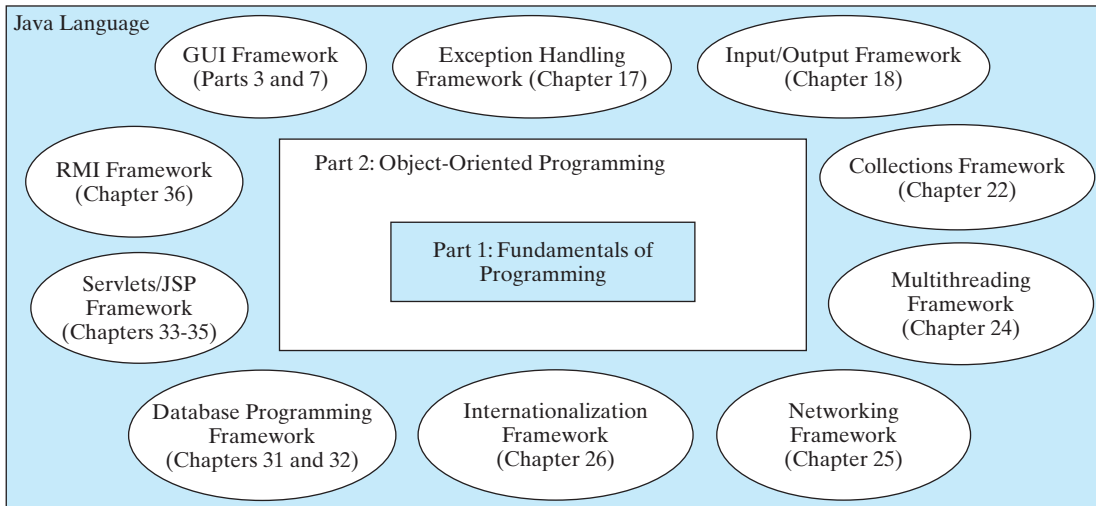 Java Language
GUI Framework
(Parts 3 and 7)
Exception Handling
Framework (Chapter 17)
Input/Output Framework
(Chapter 18)
RMI Framework
(Chapter 36)
Part 2: Object-Oriented Programming
Collections Framework
(Chapter 22)
Part 1: Fundamentals of
Programming
Servlets/JSP
Framework
(Chapters 33-35)
Multithreading
Framework
(Chapter 24)
Database Programming
Framework
(Chapters 31 and 32)
Internationalization
Framework
(Chapter 26)
Networking
Framework
(Chapter 25)